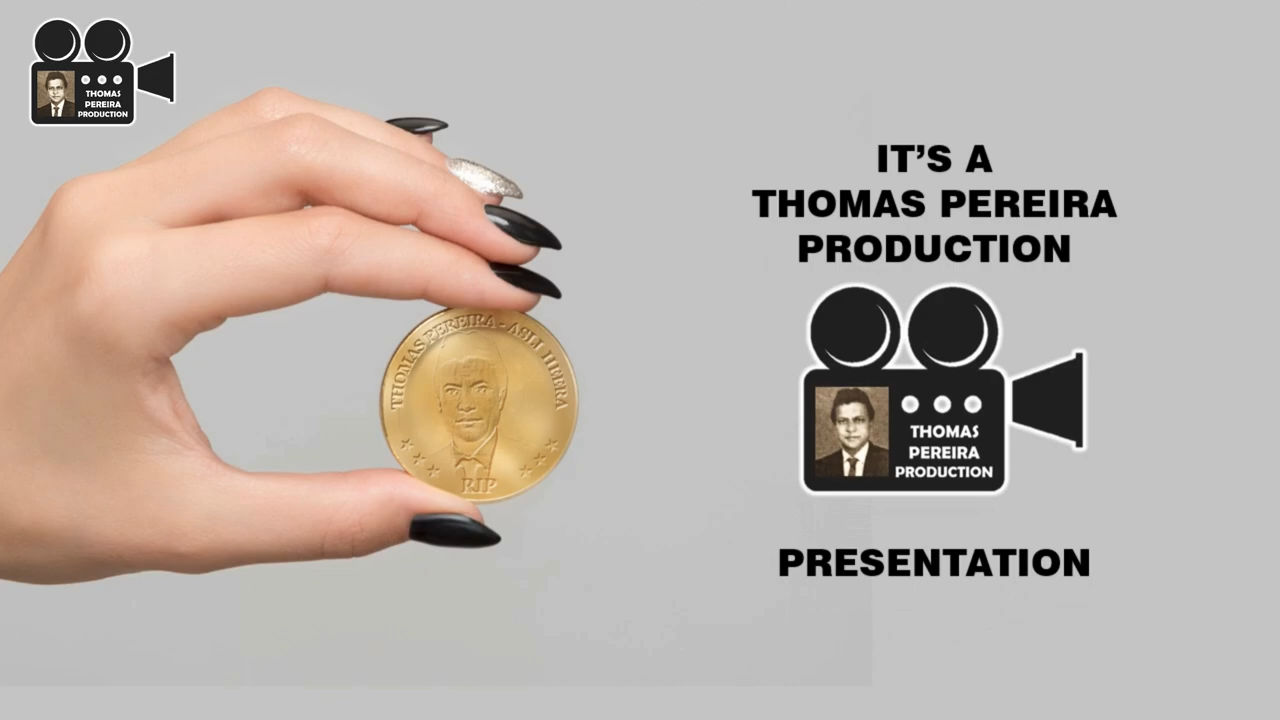 THOMAS
PEREIRA
PRODUCTION
IT'S A
THOMAS PEREIRA
PRODUCTION
THOMAS PEREIRA - ASLI HEERA
RIP
THOMAS
PEREIRA
PRODUCTION
PRESENTATION